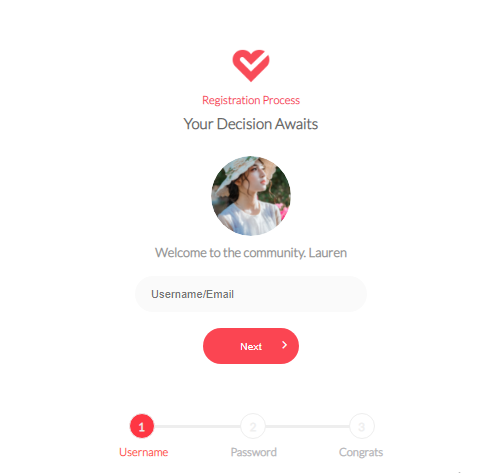 Registration Process
Your Decision Awaits
Welcome to the community. Lauren
Username/Email
Next
1 2 3
Username Password Congrats